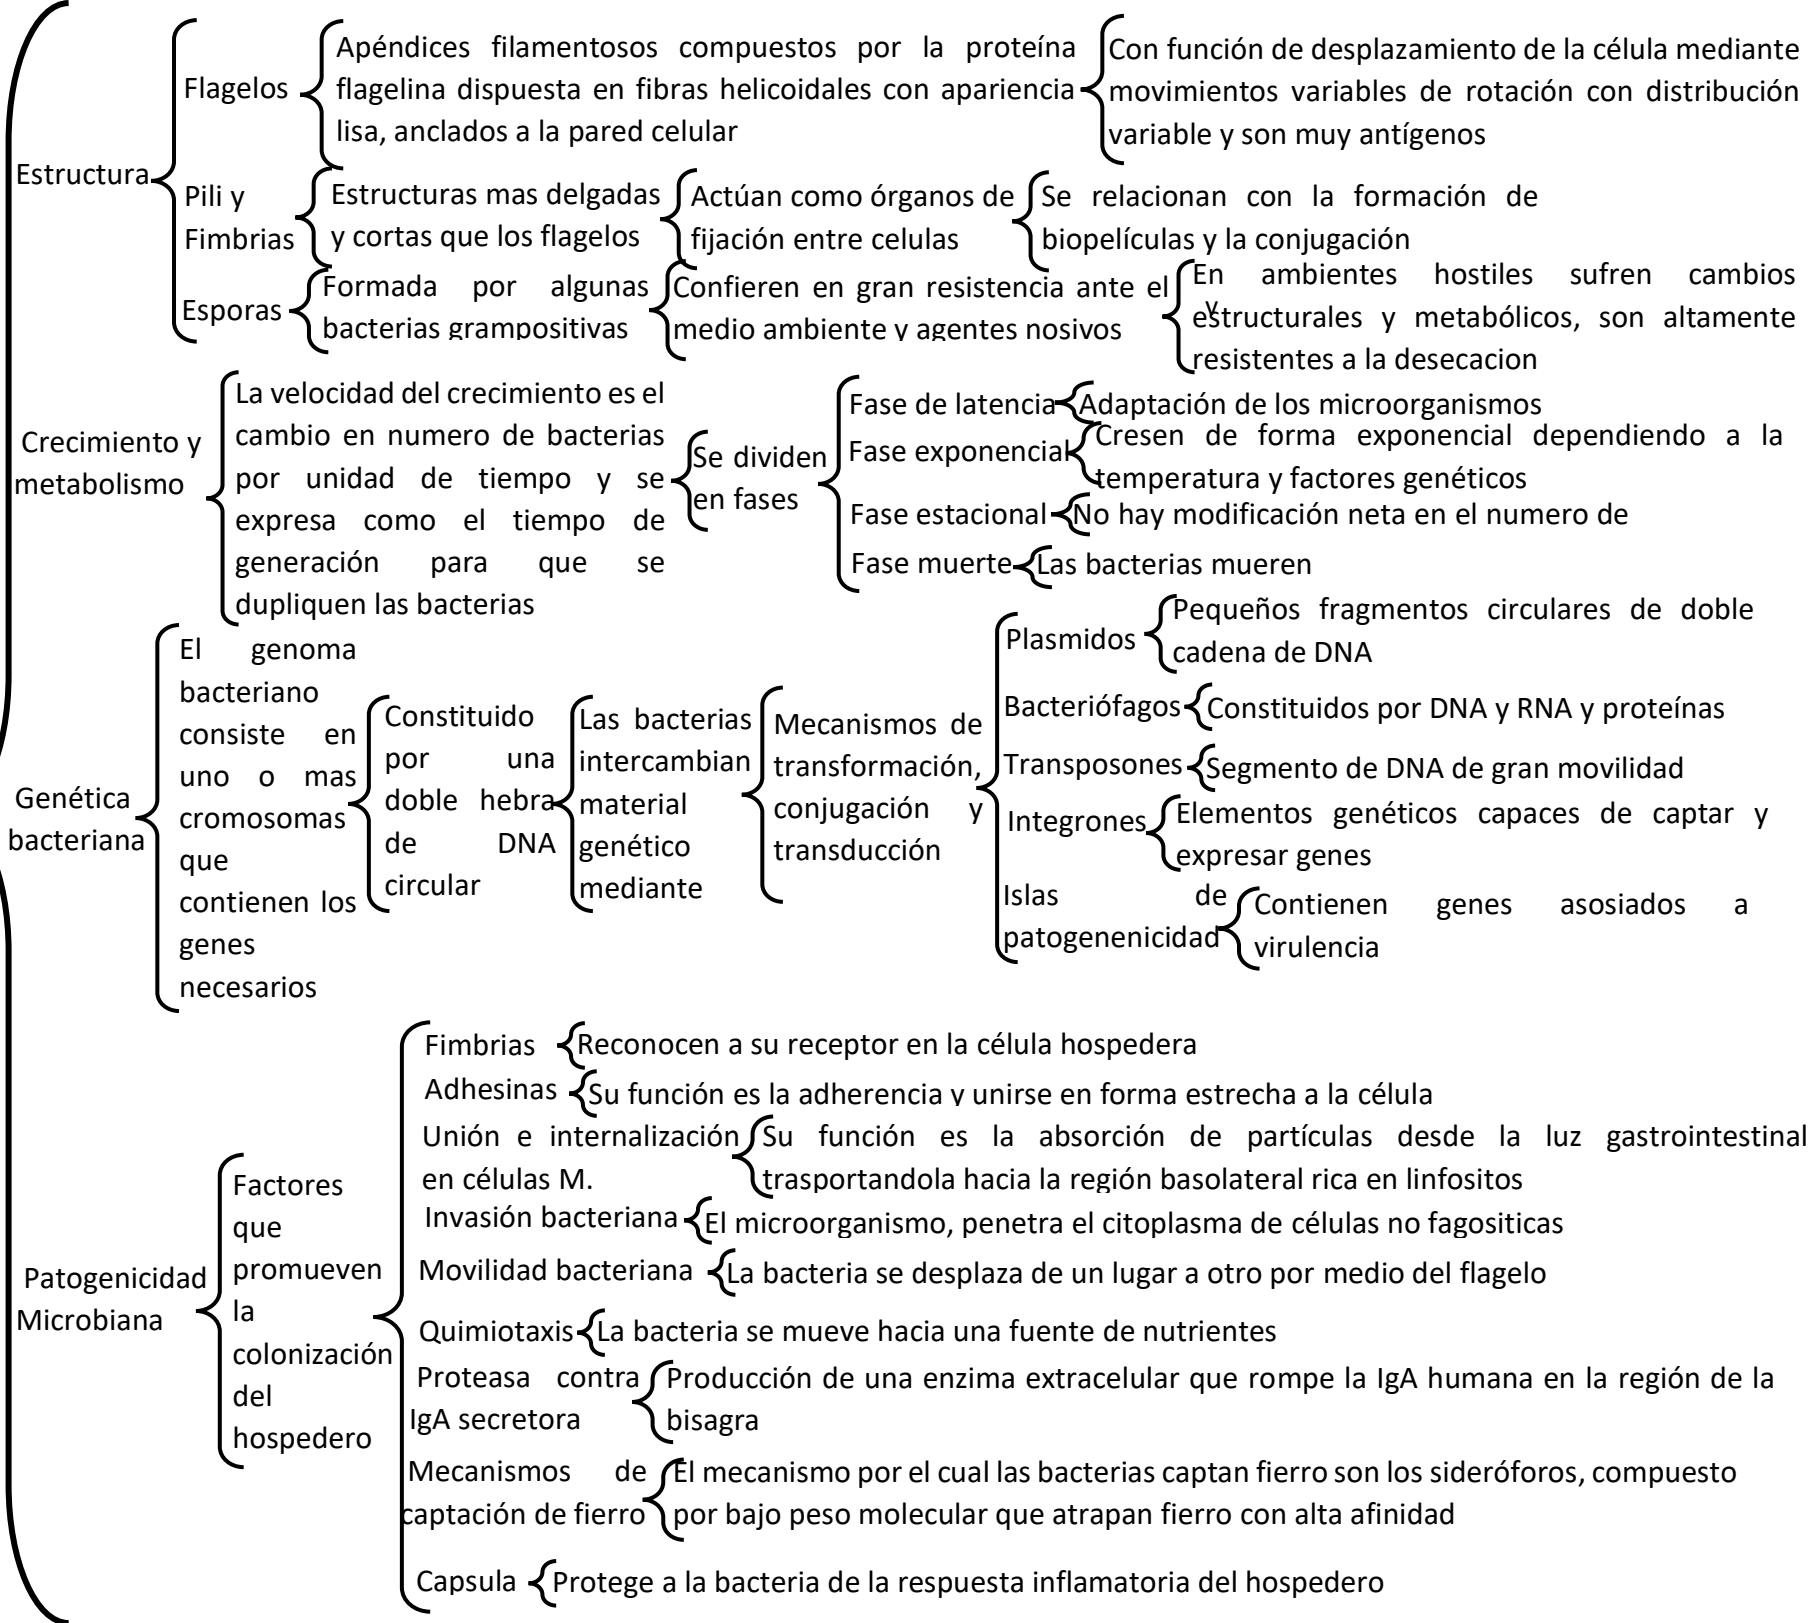 Estructura
Flagelos
Apéndices filamentosos compuestos por la proteína
flagelina dispuesta en fibras helicoidales con apariencia
lisa, anclados a la pared celular
Con función de desplazamiento de la célula mediante
movimientos variables de rotación con distribución
variable y son muy antígenos
Pili y
Fimbrias
Estructuras mas delgadas
y cortas que los flagelos
Actúan como órganos de
fijación entre celulas
Se relacionan con la formación de
biopelículas y la conjugación
Esporas
Formada por algunas
bacterias grampositivas
Confieren en gran resistencia ante el
medio ambiente y agentes nosivos
En ambientes hostiles sufren cambios
y
estructurales y metabólicos, son altamente
resistentes a la desecacion
Crecimiento y
metabolismo
La velocidad del crecimiento es el
cambio en numero de bacterias
por unidad de tiempo y se
expresa como el tiempo de
generación para que se
dupliquen las bacterias
Se dividen
en fases
Fase de latencia
Adaptación de los microorganismos
Fase exponencial
Cresen de forma exponencial dependiendo a la
temperatura y factores genéticos
Fase estacional
No hay modificación neta en el numero de
Fase muerte
Las bacterias mueren
Genética
bacteriana
El genoma
bacteriano
consiste en
uno o mas
cromosomas
que
contienen los
genes
necesarios
Constituido
por una
doble hebra
de DNA
circular
Las bacterias
intercambian
material
genético
mediante
Mecanismos de
transformación,
conjugación y
transducción
Plasmidos
Pequeños fragmentos circulares de doble
cadena de DNA
Bacteriófagos
Constituidos por DNA y RNA y proteínas
Transposones
Segmento de DNA de gran movilidad
Integrones
Elementos genéticos capaces de captar y
expresar genes
Islas de
patogenenicidad
Contienen genes asosiados a
virulencia
Patogenicidad
Microbiana
Factores
que
promueven
la
colonización
del
hospedero
Fimbrias
Reconocen a su receptor en la célula hospedera
Adhesinas
Su función es la adherencia y unirse en forma estrecha a la célula
Unión e internalización
en células M.
Su función es la absorción de partículas desde la luz gastrointestinal
trasportandola hacia la región basolateral rica en linfositos
Invasión bacteriana
El microorganismo, penetra el citoplasma de células no fagositicas
Movilidad bacteriana
La bacteria se desplaza de un lugar a otro por medio del flagelo
Quimiotaxis
La bacteria se mueve hacia una fuente de nutrientes
Proteasa contra
IgA secretora
Producción de una enzima extracelular que rompe la IgA humana en la región de la
bisagra
Mecanismos de
captación de fierro
El mecanismo por el cual las bacterias captan fierro son los sideróforos, compuesto
por bajo peso molecular que atrapan fierro con alta afinidad
Capsula
Protege a la bacteria de la respuesta inflamatoria del hospedero